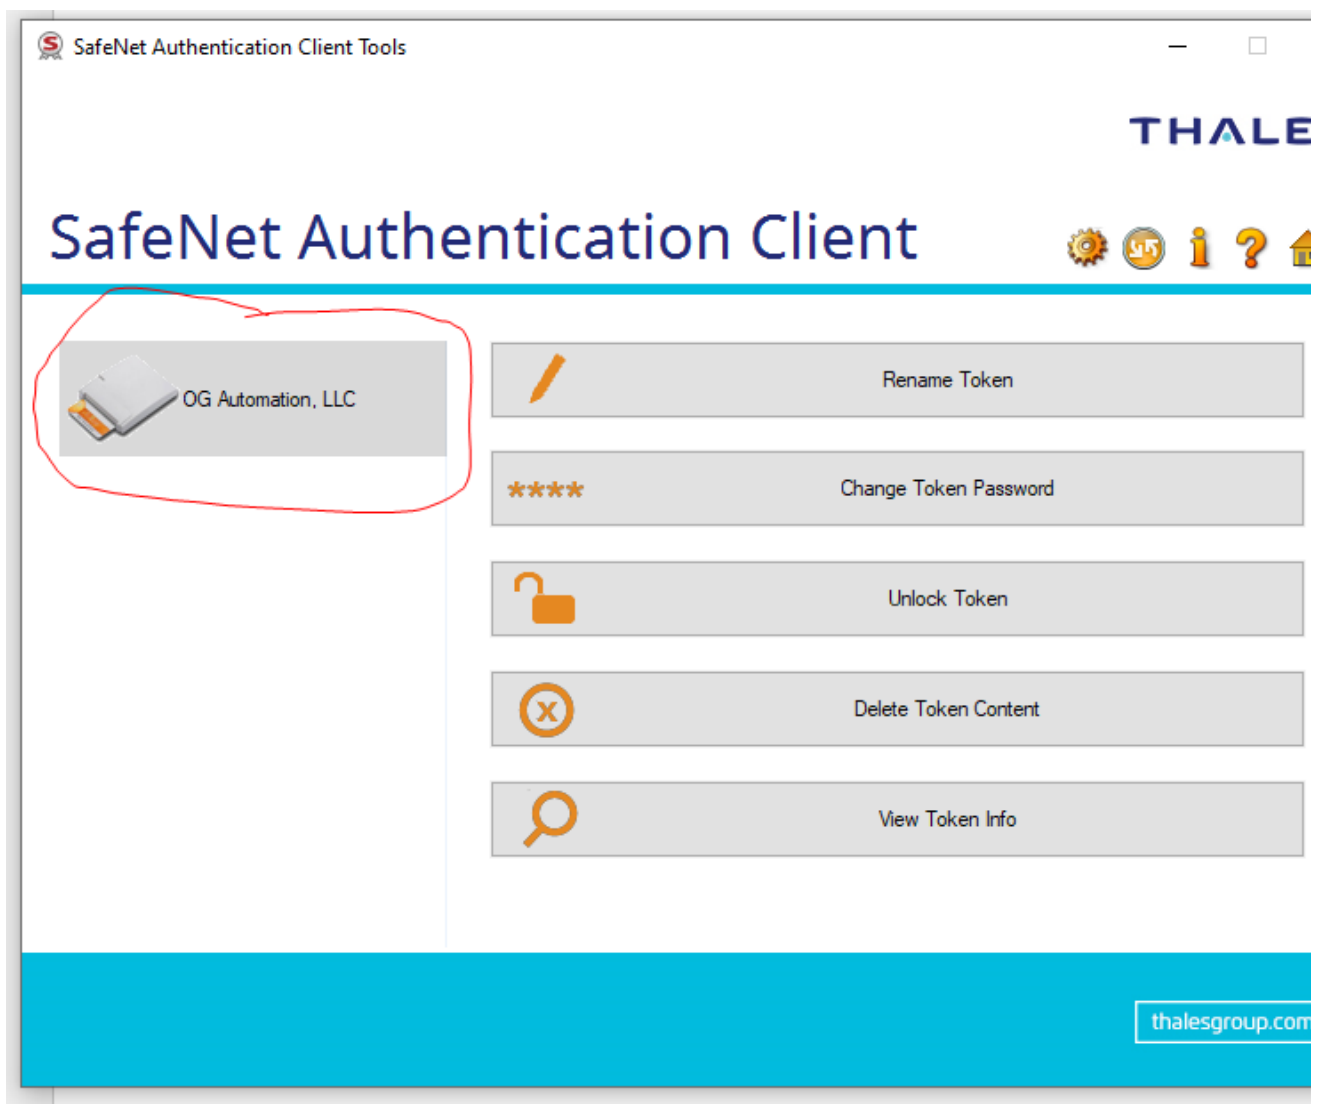 SafeNet Authentication Client Tools
THALE
SafeNet Authentication Client
OG Automation, LLC
Rename Token
****
Change Token Password
Unlock Token
Delete Token Content
View Token Info
thalesgroup.com